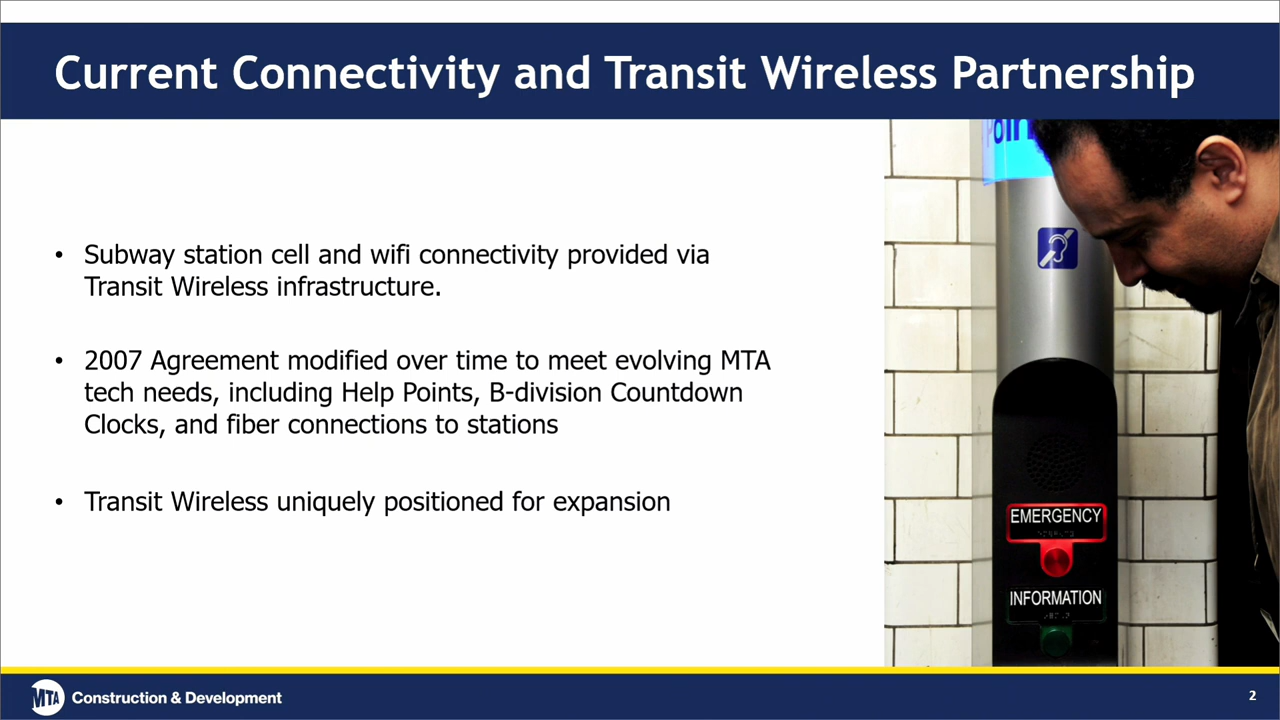 Current Connectivity and Transit Wireless Partnership
• Subway station cell and wifi connectivity provided via
Transit Wireless infrastructure.
• 2007 Agreement modified over time to meet evolving MTA
tech needs, including Help Points, B-division Countdown
Clocks, and fiber connections to stations
• Transit Wireless uniquely positioned for expansion
EMERGENCY
INFORMATION
MTA Construction & Development
2